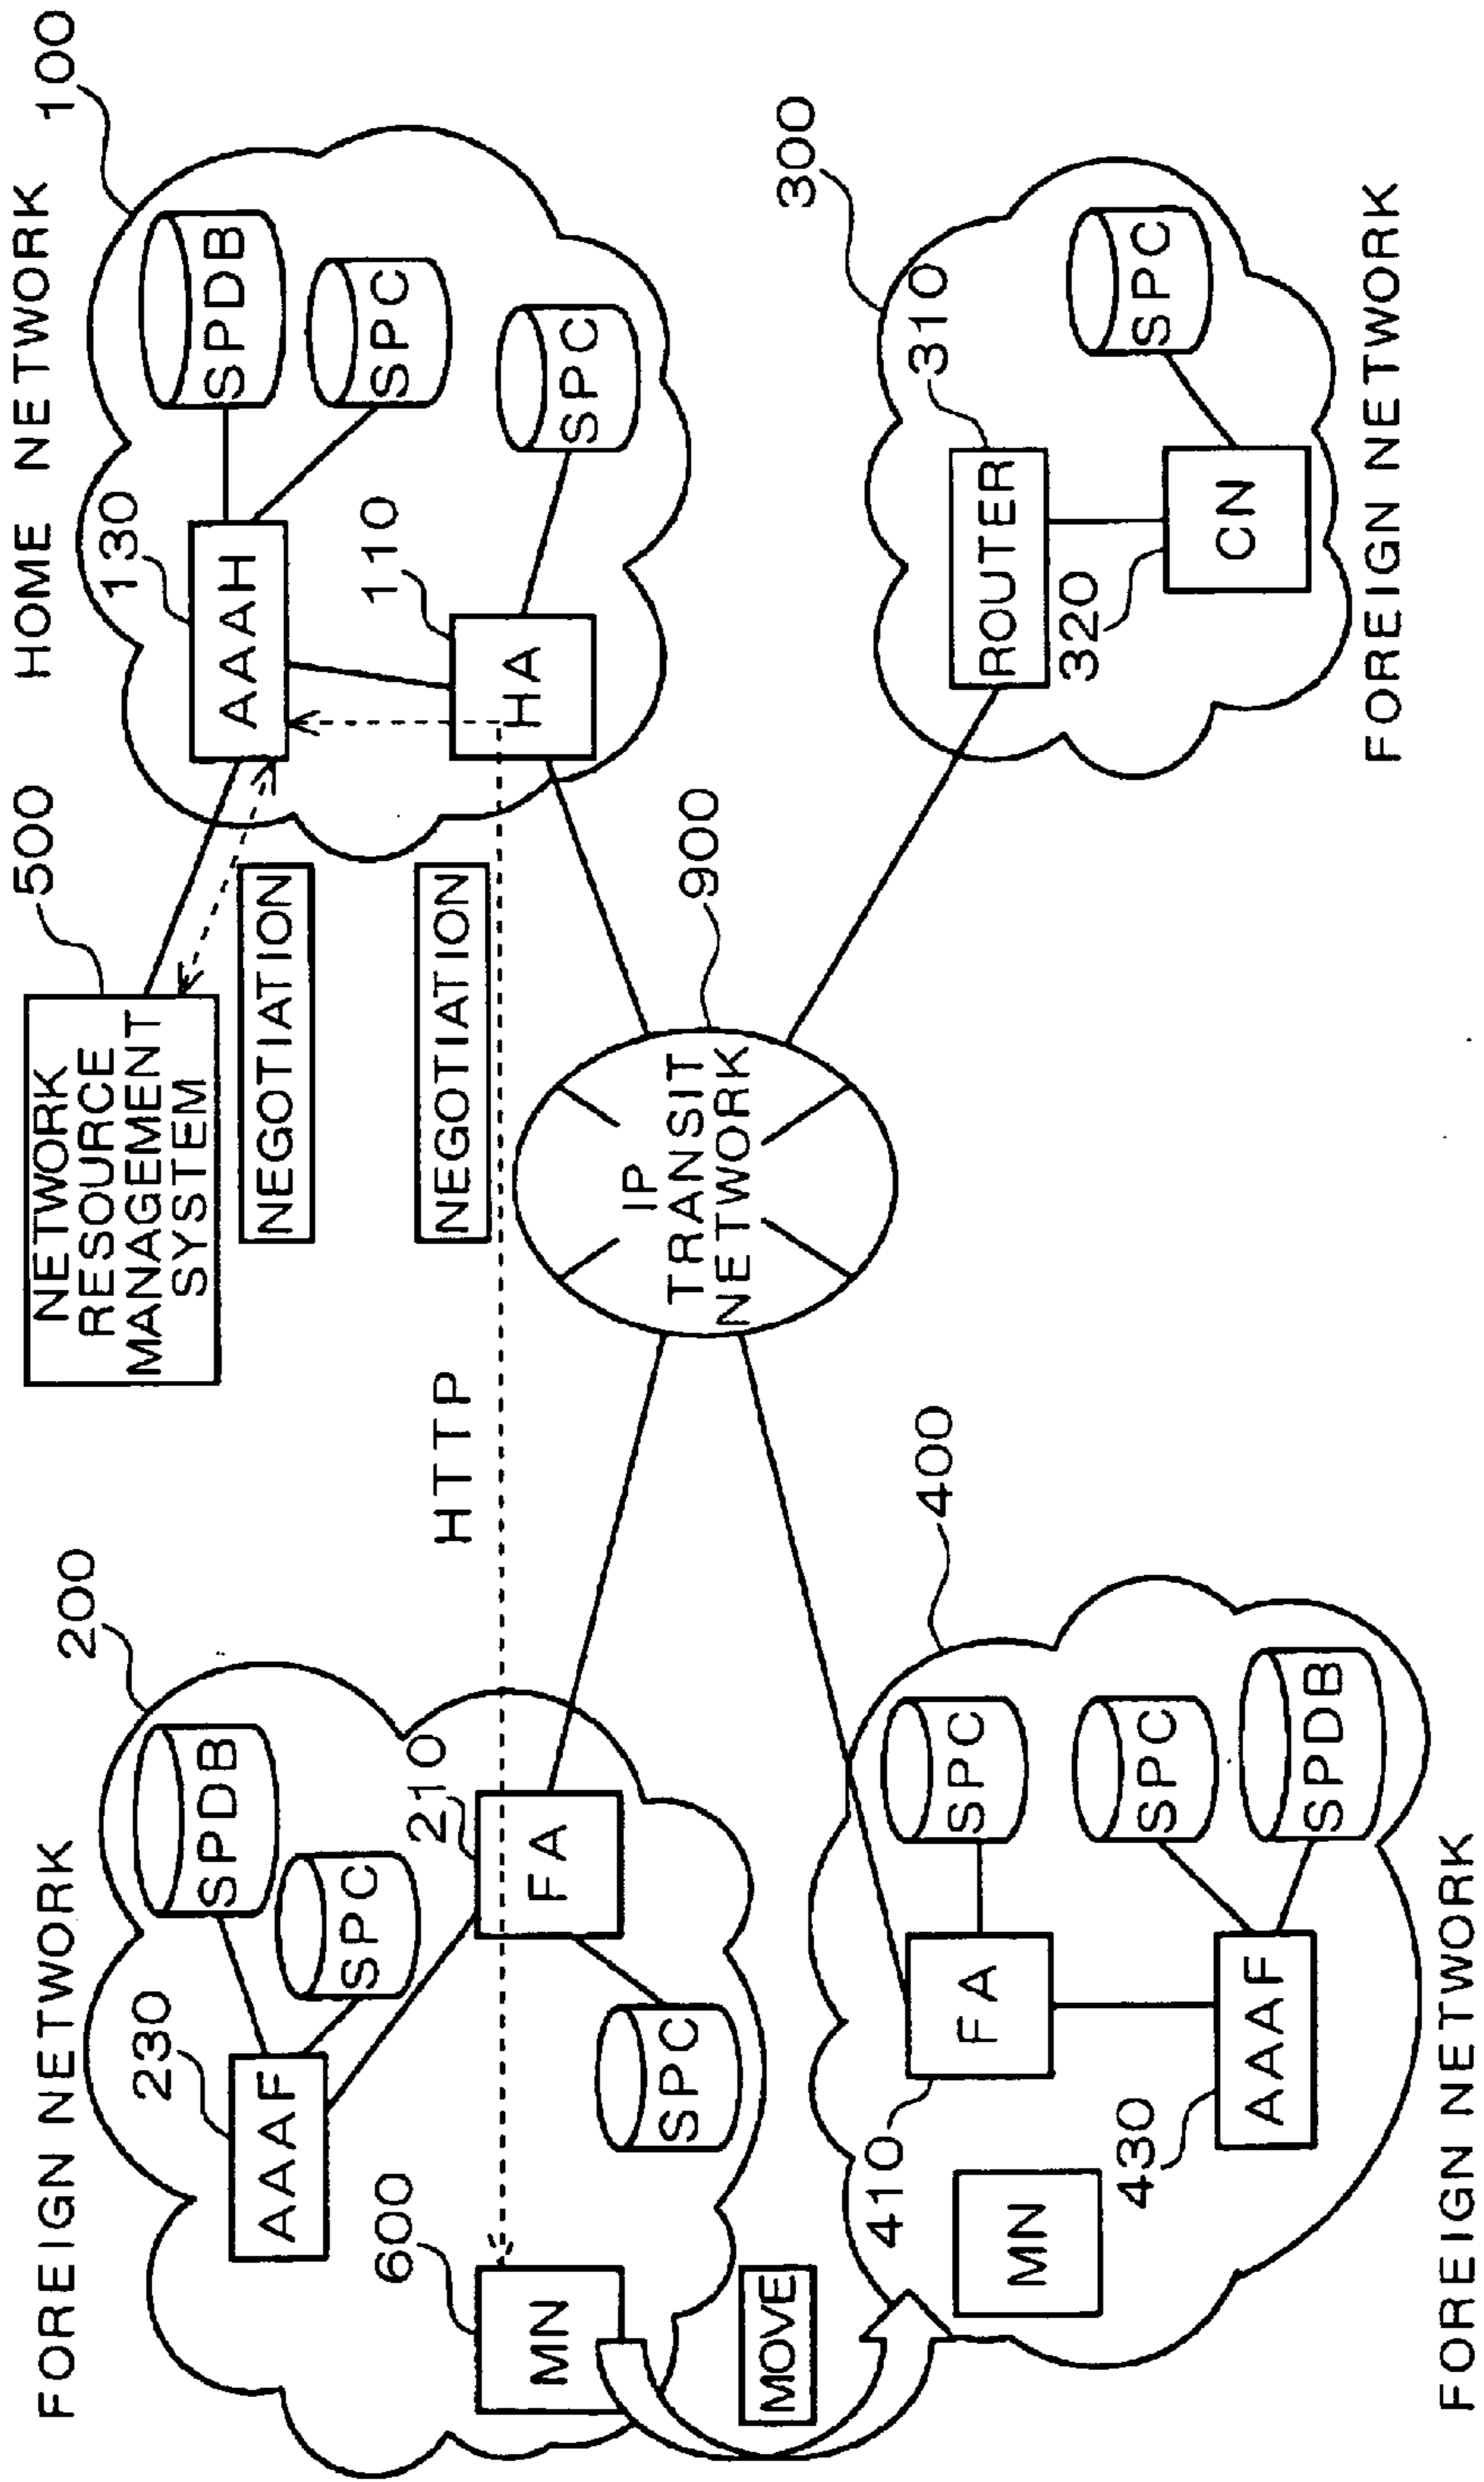 FOREIGN NETWORK
200
SPDB
SPC
230
AAAF
210
FA
SPC
600
MN
HTTP
500
NETWORK
RESOURCE
MANAGEMENT
SYSTEM
NEGOTIATION
NEGOTIATION
HOME NETWORK
100
130
AAAH
SPDB
SPC
110
HA
SPC
900
IP
TRANSIT
NETWORK
MOVE
400
410
FA
SPC
SPC
SPDB
430
AAAF
MN
FOREIGN NETWORK
300
310
ROUTER
320
CN
SPC
FOREIGN NETWORK